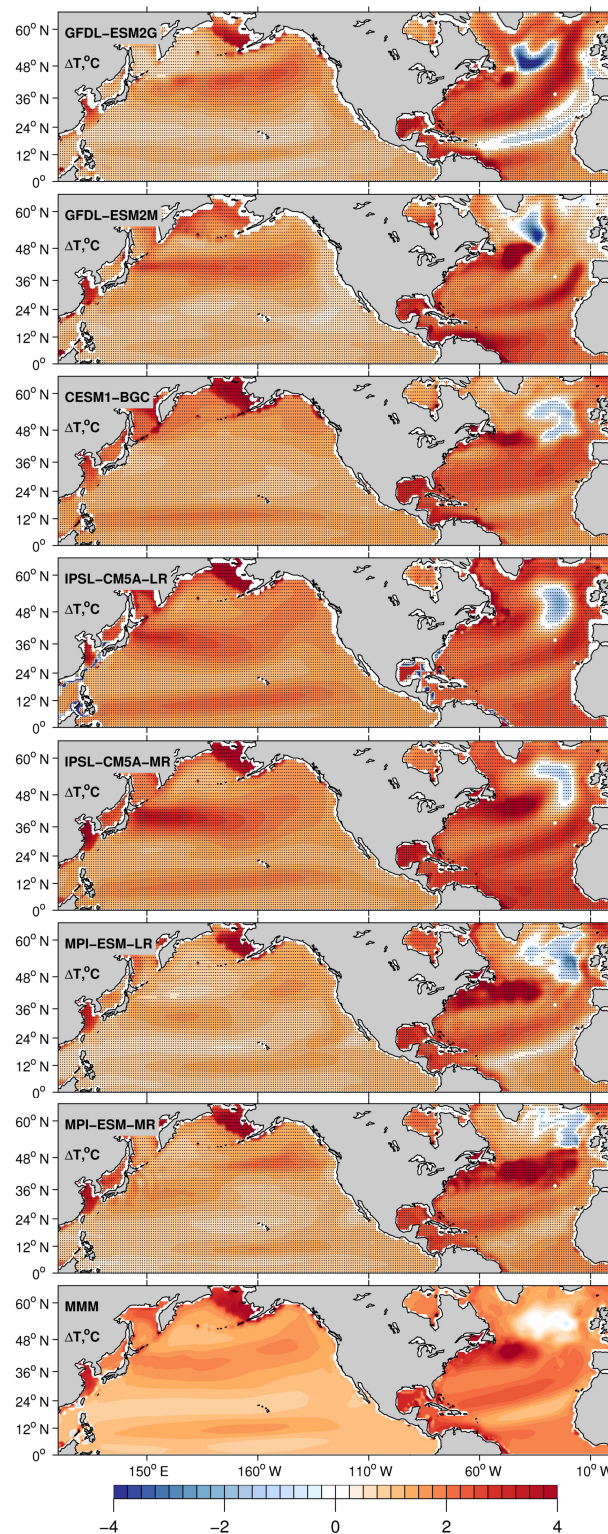 GFDL−ESM2G
ΔT,°C
60° N
48° N
36° N
24° N
12° N
0°
GFDL−ESM2M
ΔT,°C
60° N
48° N
36° N
24° N
12° N
0°
CESM1−BGC
ΔT,°C
60° N
48° N
36° N
24° N
12° N
0°
IPSL−CM5A−LR
ΔT,°C
60° N
48° N
36° N
24° N
12° N
0°
IPSL−CM5A−MR
ΔT,°C
60° N
48° N
36° N
24° N
12° N
0°
MPI−ESM−LR
ΔT,°C
60° N
48° N
36° N
24° N
12° N
0°
MPI−ESM−MR
ΔT,°C
60° N
48° N
36° N
24° N
12° N
0°
MMM
ΔT,°C
60° N
48° N
36° N
24° N
12° N
0°
150° E 160° W 110° W 60° W 10° W
−4 −2 0 2 4